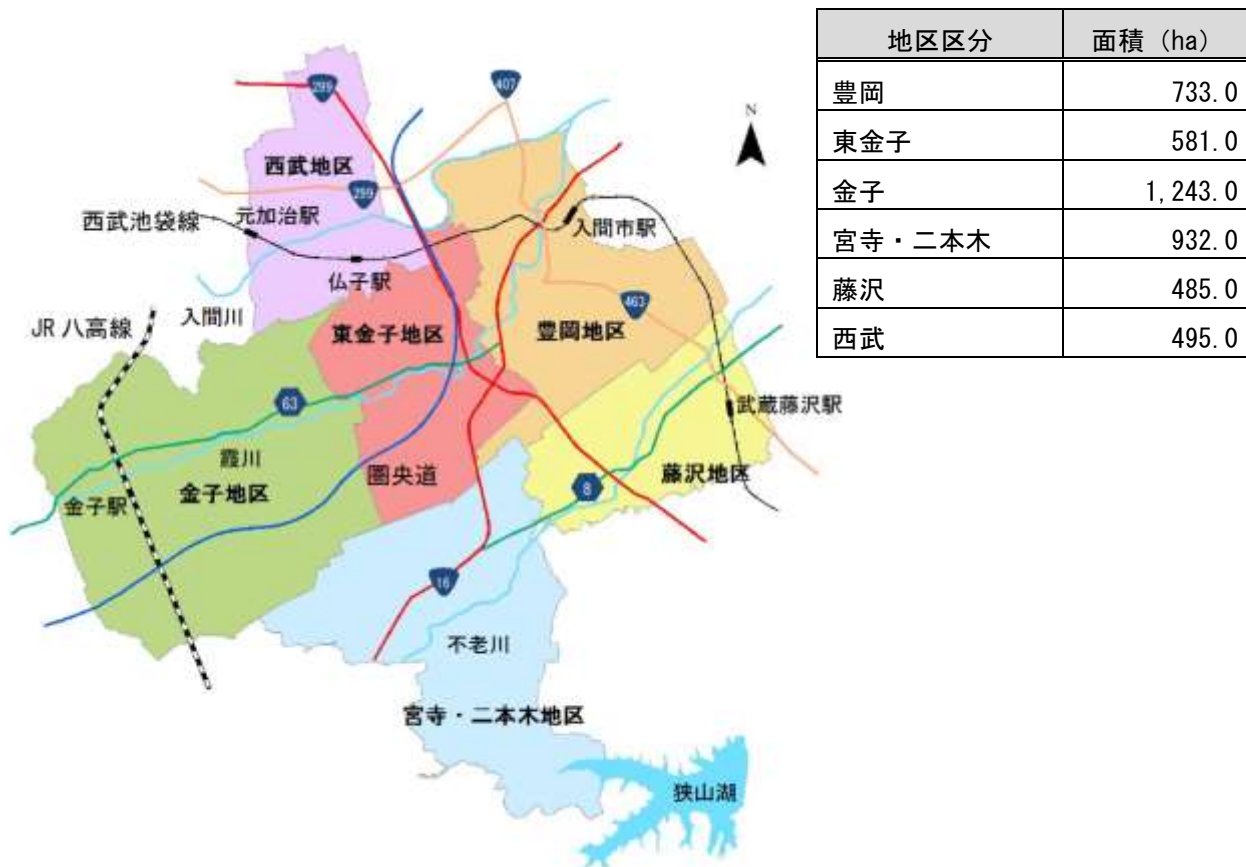 地区区分 面積 (ha)
豊岡 733.0
東金子 581.0
金子 1,243.0
宮寺・二本木 932.0
藤沢 485.0
西武 495.0
299
407
N
西武地区
299
西武池袋線
元加治駅
入間市駅
仏子駅
入間川
JR八高線
東金子地区
豊岡地区
463
63
武蔵藤沢駅
霞川
圏央道
藤沢地区
金子駅
金子地区
8
16
不老川
宮寺・二本木地区
狭山湖